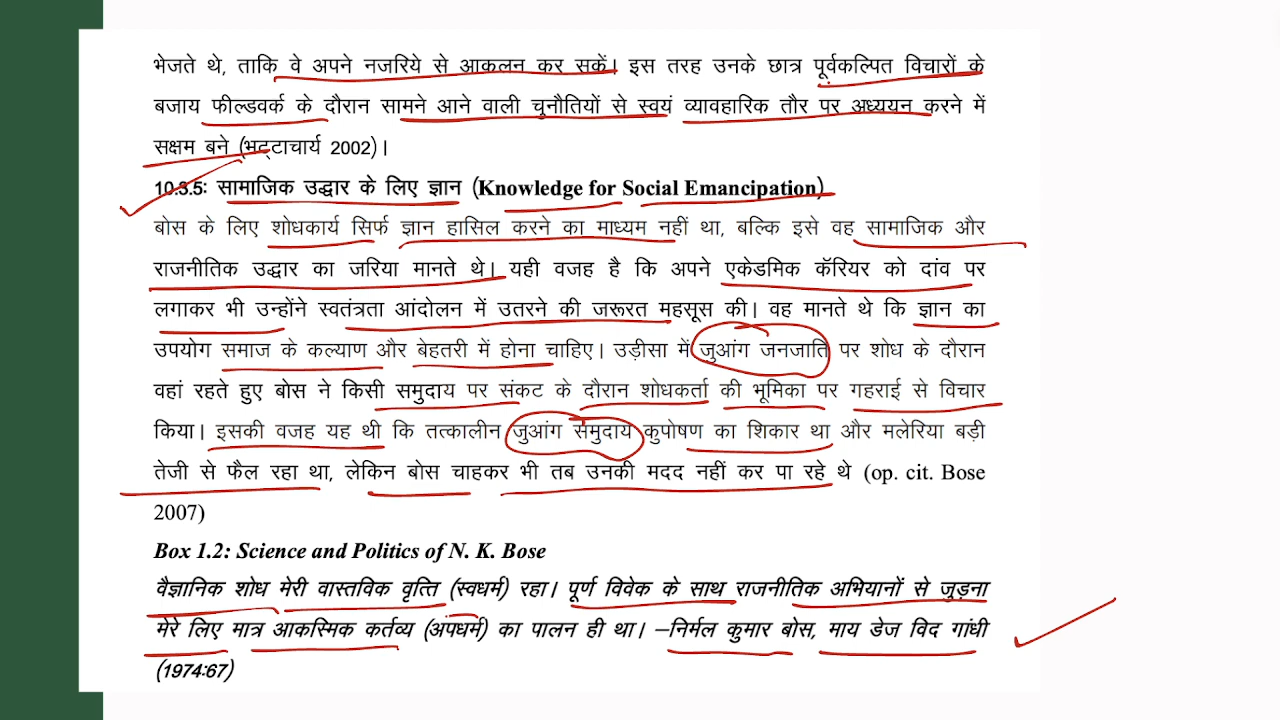 भेजते थे, ताकि वे अपने नजरिये से आकलन कर सकें। इस तरह उनके छात्र पूर्वकल्पित विचारों के
बजाय फील्डवर्क के दौरान सामने आने वाली चुनौतियों से स्वयं व्यावहारिक तौर पर अध्ययन करने में
सक्षम बने (भट्टाचार्य 2002)।
10.3.5: सामाजिक उद्धार के लिए ज्ञान (Knowledge for Social Emancipation)
बोस के लिए शोधकार्य सिर्फ ज्ञान हासिल करने का माध्यम नहीं था, बल्कि इसे वह सामाजिक और
राजनीतिक उद्धार का जरिया मानते थे। यही वजह है कि अपने एकेडमिक कॅरियर को दांव पर
लगाकर भी उन्होंने स्वतंत्रता आंदोलन में उतरने की जरूरत महसूस की। वह मानते थे कि ज्ञान का
उपयोग समाज के कल्याण और बेहतरी में होना चाहिए। उड़ीसा में जुआंग जनजाति पर शोध के दौरान
वहां रहते हुए बोस ने किसी समुदाय पर संकट के दौरान शोधकर्ता की भूमिका पर गहराई से विचार
किया। इसकी वजह यह थी कि तत्कालीन जुआंग समुदाय कुपोषण का शिकार था और मलेरिया बड़ी
तेजी से फैल रहा था, लेकिन बोस चाहकर भी तब उनकी मदद नहीं कर पा रहे थे (op. cit. Bose
2007)
Box 1.2: Science and Politics of N. K. Bose
वैज्ञानिक शोध मेरी वास्तविक वृत्ति (स्वधर्म) रहा। पूर्ण विवेक के साथ राजनीतिक अभियानों से जुड़ना
मेरे लिए मात्र आकस्मिक कर्तव्य (अपधर्म) का पालन ही था। –निर्मल कुमार बोस, माय डेज विद गांधी
(1974:67)